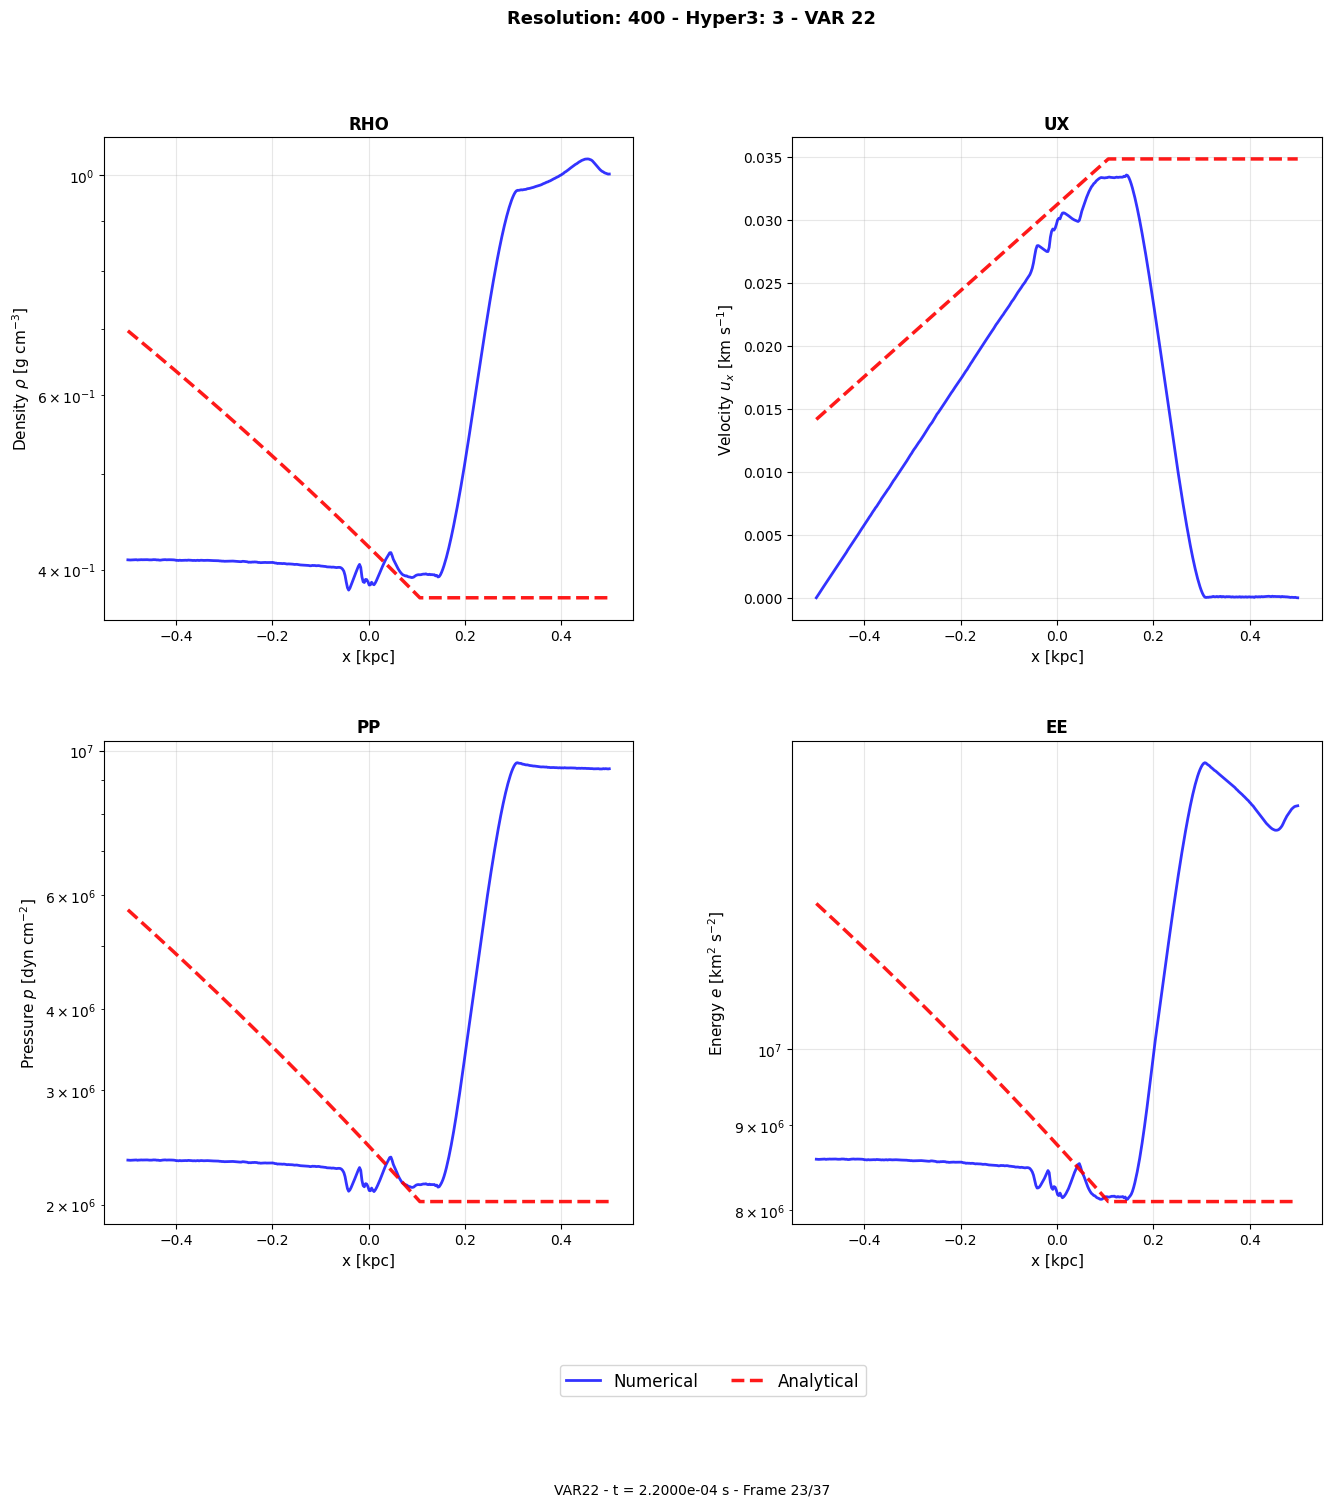 Resolution: 400 - Hyper3: 3 - VAR 22
RHO
10⁰
6 × 10⁻¹
4 × 10⁻¹
Density ρ [g cm⁻³]
−0.4 −0.2 0.0 0.2 0.4
x [kpc]
UX
0.035
0.030
0.025
0.020
0.015
0.010
0.005
0.000
Velocity uₓ [km s⁻¹]
−0.4 −0.2 0.0 0.2 0.4
x [kpc]
PP
10⁷
6 × 10⁶
4 × 10⁶
3 × 10⁶
2 × 10⁶
Pressure p [dyn cm⁻²]
−0.4 −0.2 0.0 0.2 0.4
x [kpc]
EE
10⁷
9 × 10⁶
8 × 10⁶
Energy e [km² s⁻²]
−0.4 −0.2 0.0 0.2 0.4
x [kpc]
Numerical Analytical
VAR22 - t = 2.2000e-04 s - Frame 23/37